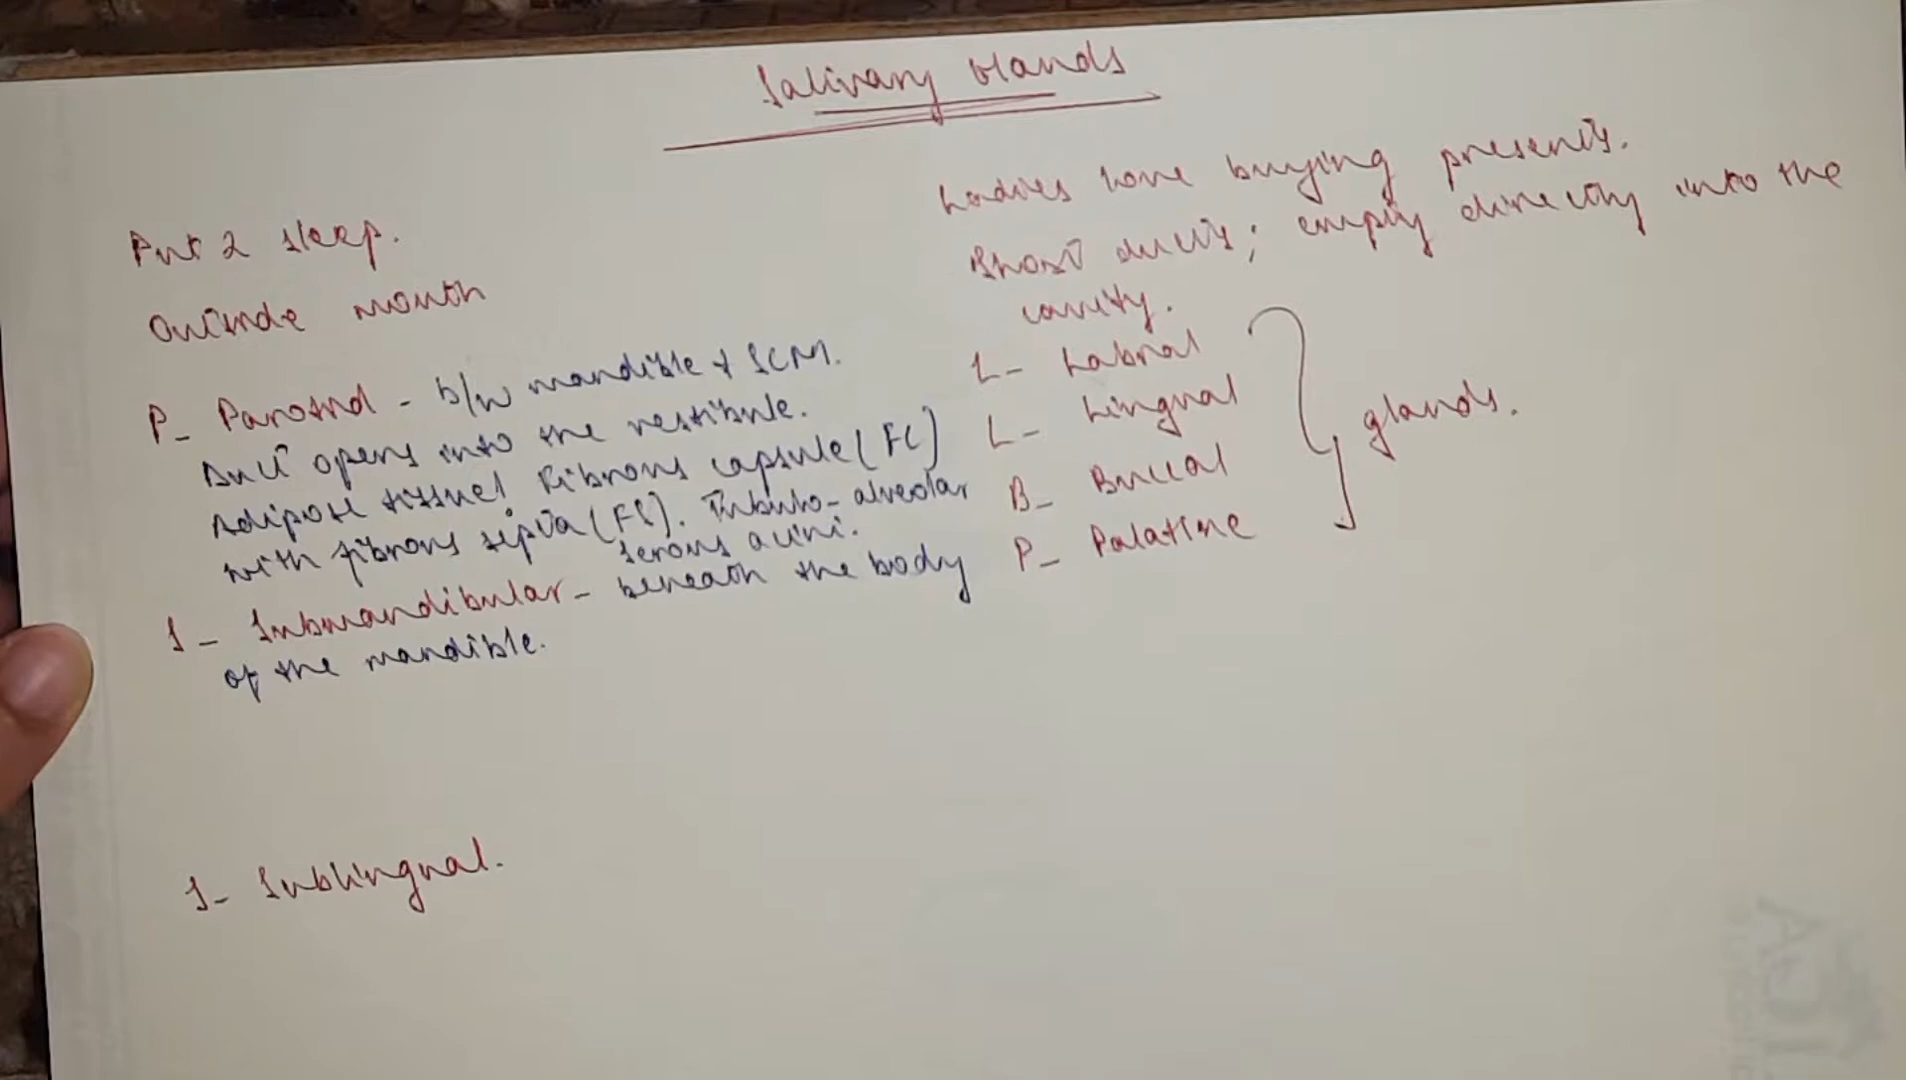 Salivary Glands
Put 2 sleep.
Outside mouth
P- Parotid - b/w mandible & SCM.
Duct opens into the vestibule.
Adipose tissue! Fibrous capsule (FC)
with fibrous septa (FS). Tubulo-alveolar
serous acini.
S- Submandibular - beneath the body
of the mandible.
S- Sublingual.
Ladies love buying presents.
Short ducts; empty directly into the
cavity.
L- Labial
L- Lingual
B- Buccal
P- Palatine
glands.